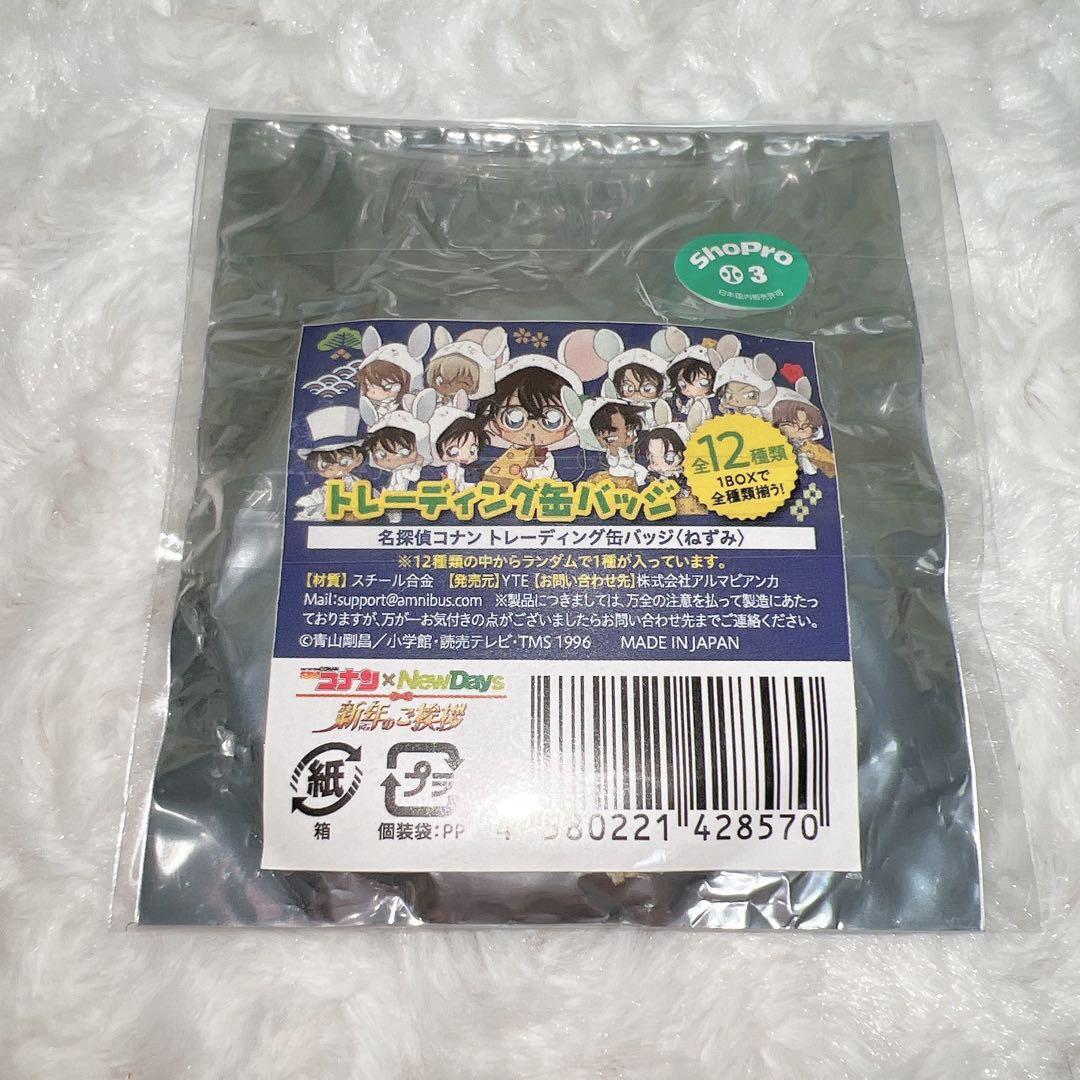 ShoPro
3
日本国内販売許可
全12種類
1BOXで
全種類揃う!
トレーディング缶バッジ
名探偵コナン トレーディング缶バッジ〈ねずみ〉
※12種類の中からランダムで1種が入っています。
【材質】スチール合金 【発売元】YTE【お問い合わせ先】株式会社アルマビアンカ
Mail:support@amnibus.com ※製品につきましては、万全の注意を払って製造にあたっ
ておりますが、万が一お気付きの点がございましたらお問い合わせ先までご連絡ください。
©青山剛昌/小学館・読売テレビ・TMS 1996 MADE IN JAPAN
コナン×NewDays
新年のご挨拶
紙
箱
プラ
個装袋:PP
4 580221 428570